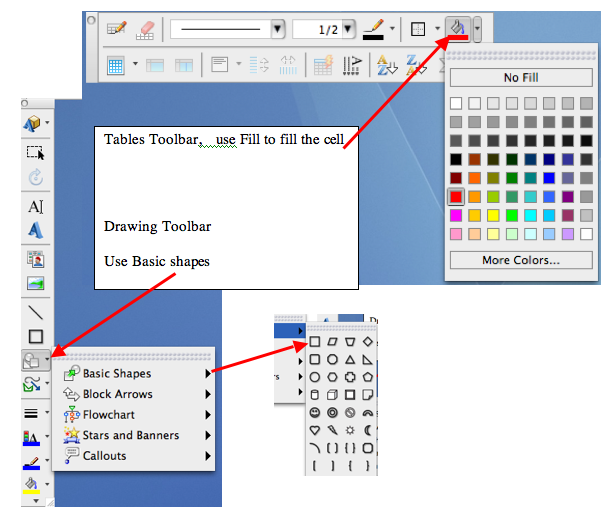 1/2
No Fill
Tables Toolbar, use Fill to fill the cell
Drawing Toolbar
Use Basic shapes
More Colors...
AI
A
Basic Shapes
Block Arrows
Flowchart
Stars and Banners
Callouts